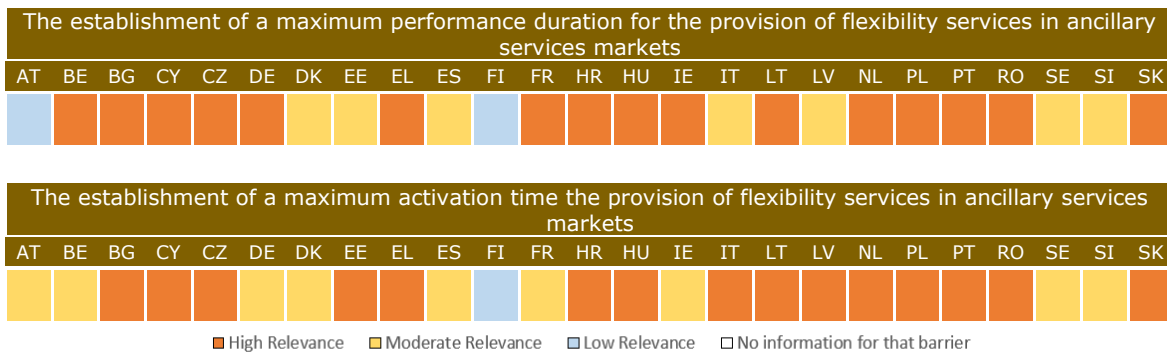 The establishment of a maximum performance duration for the provision of flexibility services in ancillary
services markets
AT BE BG CY CZ DE DK EE EL ES FI FR HR HU IE IT LT LV NL PL PT RO SE SI SK
The establishment of a maximum activation time the provision of flexibility services in ancillary services
markets
AT BE BG CY CZ DE DK EE EL ES FI FR HR HU IE IT LT LV NL PL PT RO SE SI SK
High Relevance Moderate Relevance Low Relevance No information for that barrier